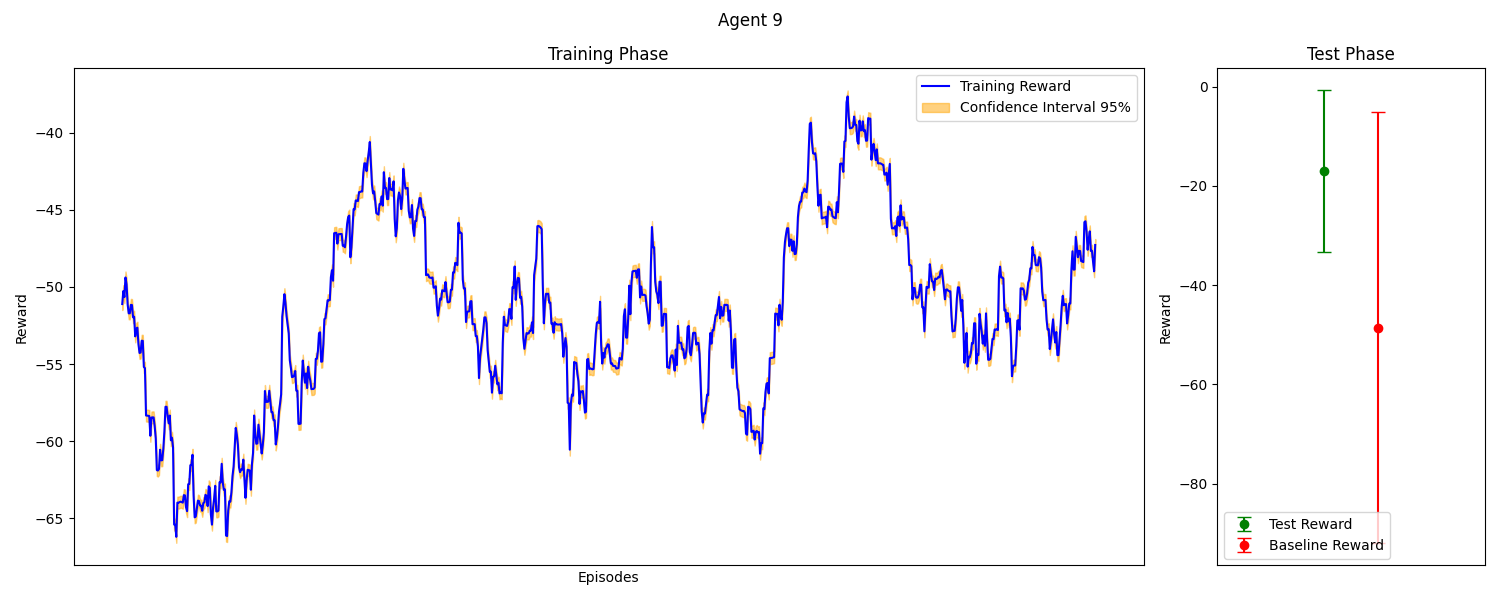 Agent 9
Training Phase
Training Reward
Confidence Interval 95%
−40
−45
−50
−55
−60
−65
Reward
Episodes
Test Phase
0
−20
−40
−60
−80
Reward
Test Reward
Baseline Reward